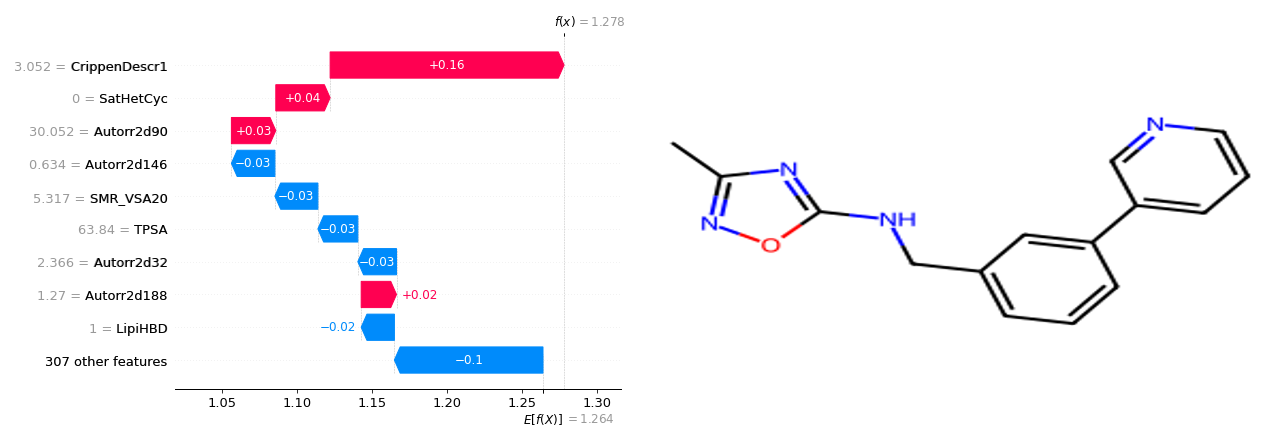 f(x) = 1.278
3.052 = CrippenDescr1
+0.16
0 = SatHetCyc
+0.04
30.052 = Autorr2d90
+0.03
0.634 = Autorr2d146
−0.03
5.317 = SMR_VSA20
−0.03
63.84 = TPSA
−0.03
2.366 = Autorr2d32
−0.03
1.27 = Autorr2d188
+0.02
1 = LipiHBD
−0.02
307 other features
−0.1
1.05 1.10 1.15 1.20 1.25 1.30
E[f(X)] = 1.264
N
N
O
NH
N